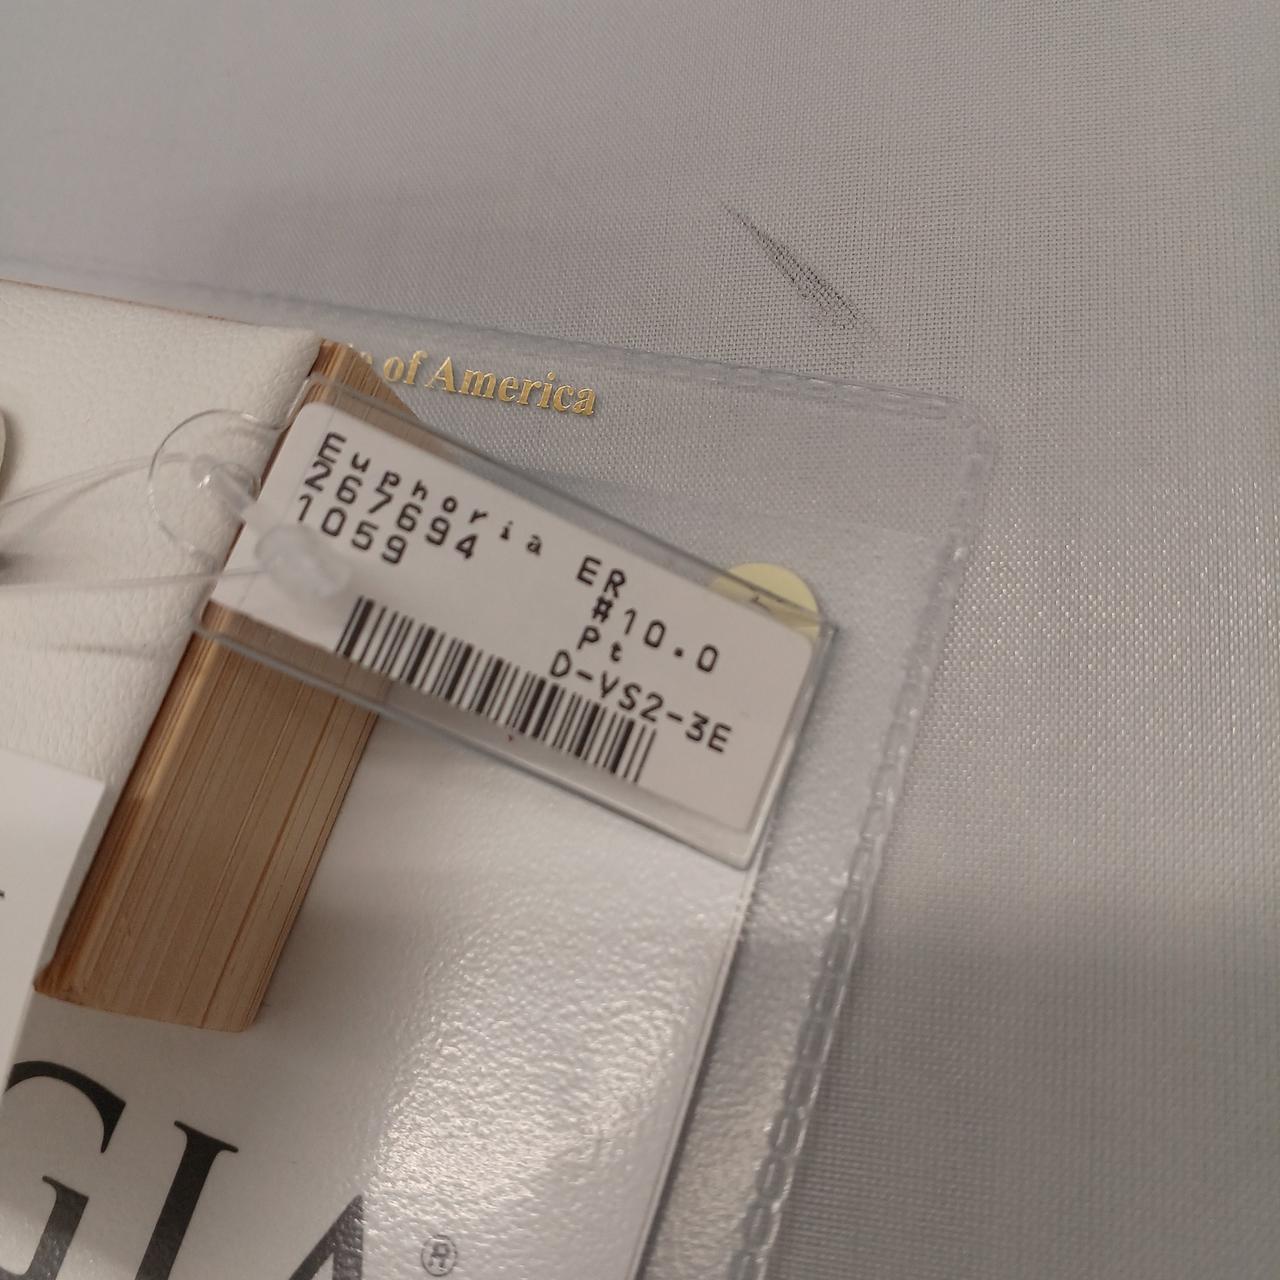 of America
Euphoria ER
267694 #10.0
1059 Pt
D-VS2-3E
GIA®